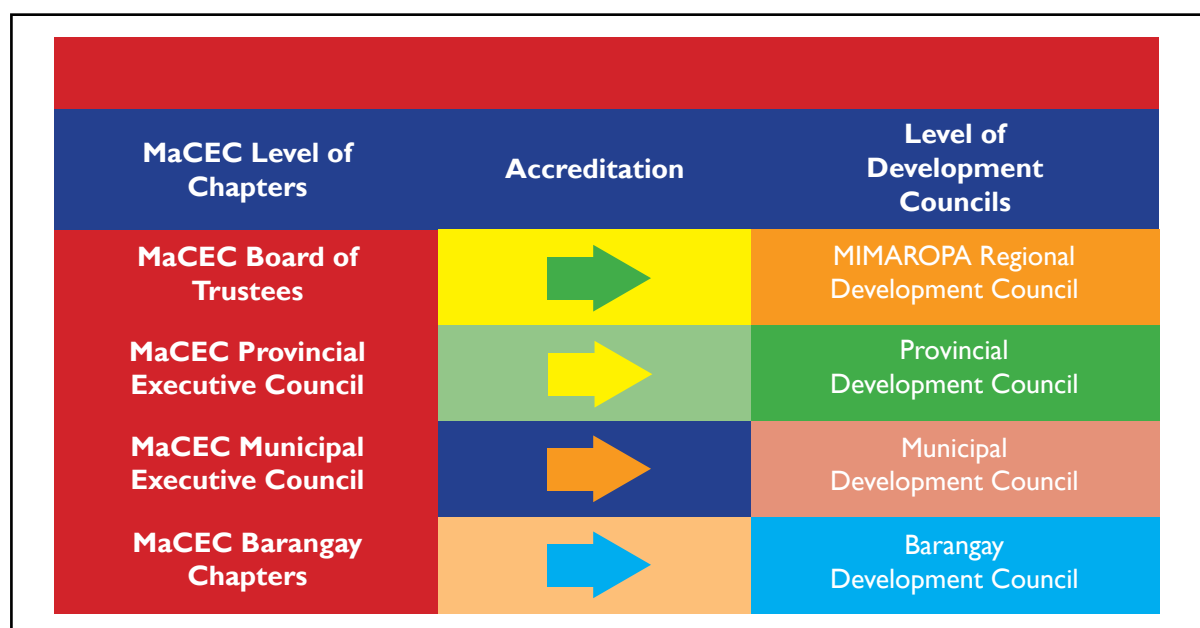 MaCEC Level of
Chapters
Accreditation
Level of
Development
Councils
MaCEC Board of
Trustees
MIMAROPA Regional
Development Council
MaCEC Provincial
Executive Council
Provincial
Development Council
MaCEC Municipal
Executive Council
Municipal
Development Council
MaCEC Barangay
Chapters
Barangay
Development Council